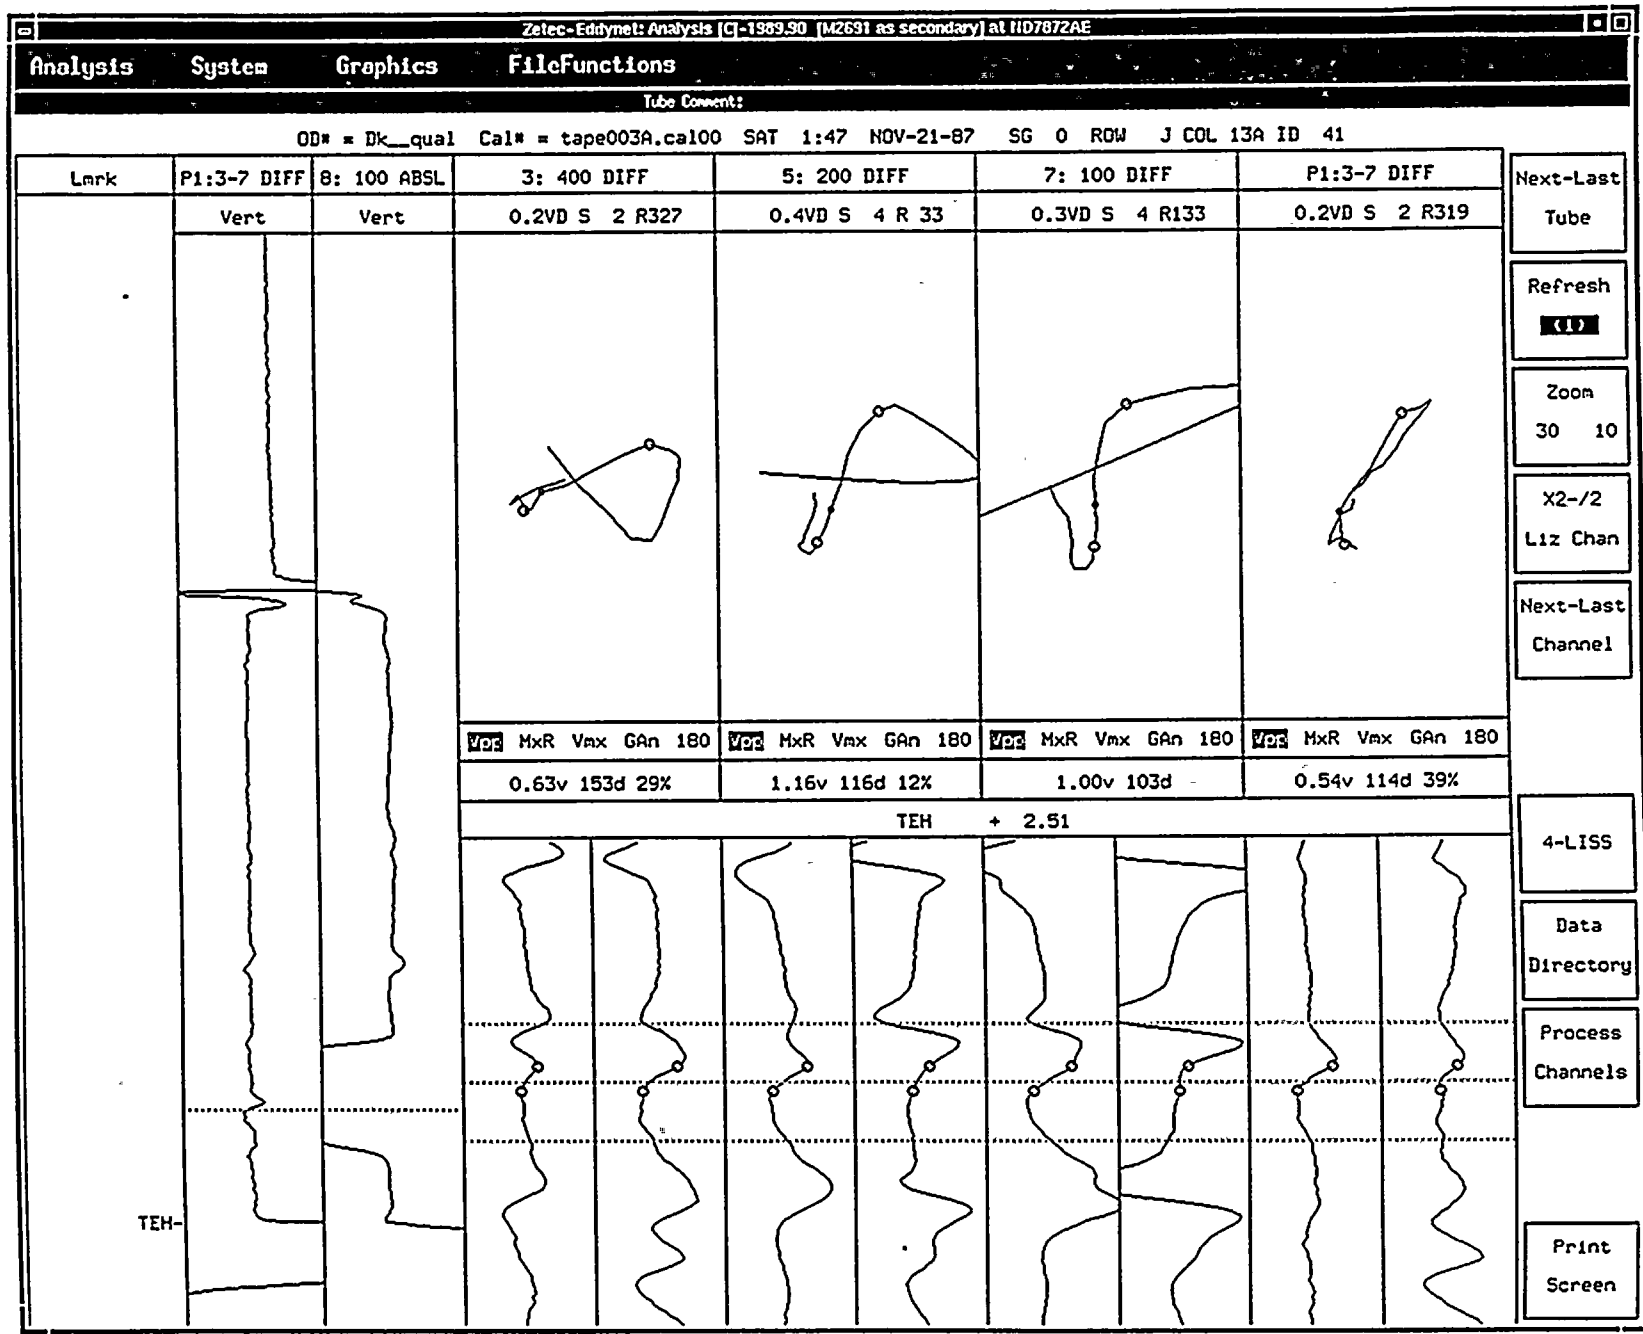 Zetec-Eddynet: Analysis [C]-1989,90 [M2691 as secondary] at ND7872AE
Analysis System Graphics FileFunctions
Tube Comment:
OD# = Dk__qual Cal# = tape003A.cal00 SAT 1:47 NOV-21-87 SG 0 ROW J COL 13A ID 41
Lmrk P1:3-7 DIFF 8: 100 ABSL 3: 400 DIFF 5: 200 DIFF 7: 100 DIFF P1:3-7 DIFF
Vert Vert 0.2VD S 2 R327 0.4VD S 4 R 33 0.3VD S 4 R133 0.2VD S 2 R319
Next-Last
Tube
Refresh
(1)
Zoom
30 10
X2-/2
Liz Chan
Next-Last
Channel
Vpp MxR Vmx GAn 180 Vpp MxR Vmx GAn 180 Vpp MxR Vmx GAn 180 Vpp MxR Vmx GAn 180
0.63v 153d 29% 1.16v 116d 12% 1.00v 103d 0.54v 114d 39%
TEH + 2.51
4-LISS
Data
Directory
Process
Channels
TEH-
Print
Screen